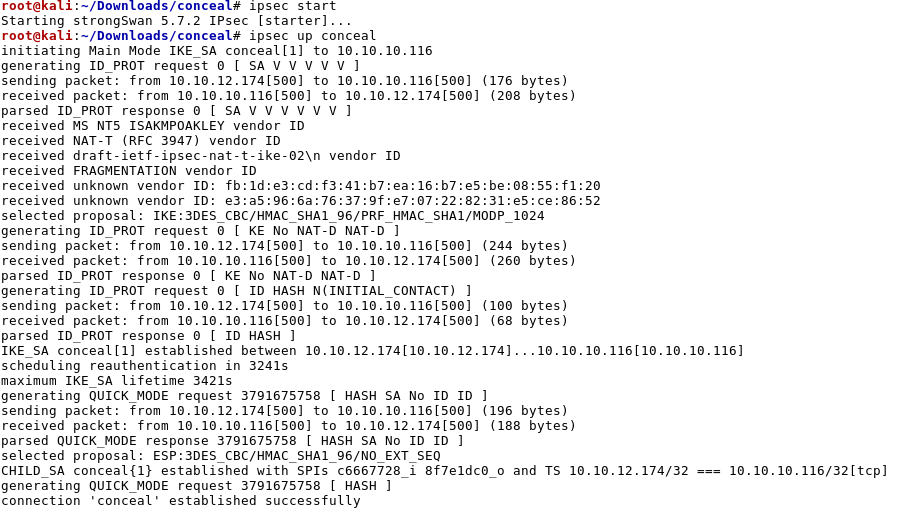 root@kali:~/Downloads/conceal# ipsec start
Starting strongSwan 5.7.2 IPsec [starter]...
root@kali:~/Downloads/conceal# ipsec up conceal
initiating Main Mode IKE_SA conceal[1] to 10.10.10.116
generating ID_PROT request 0 [ SA V V V V V ]
sending packet: from 10.10.12.174[500] to 10.10.10.116[500] (176 bytes)
received packet: from 10.10.10.116[500] to 10.10.12.174[500] (208 bytes)
parsed ID_PROT response 0 [ SA V V V V V V ]
received MS NT5 ISAKMPOAKLEY vendor ID
received NAT-T (RFC 3947) vendor ID
received draft-ietf-ipsec-nat-t-ike-02\n vendor ID
received FRAGMENTATION vendor ID
received unknown vendor ID: fb:1d:e3:cd:f3:41:b7:ea:16:b7:e5:be:08:55:f1:20
received unknown vendor ID: e3:a5:96:6a:76:37:9f:e7:07:22:82:31:e5:ce:86:52
selected proposal: IKE:3DES_CBC/HMAC_SHA1_96/PRF_HMAC_SHA1/MODP_1024
generating ID_PROT request 0 [ KE No NAT-D NAT-D ]
sending packet: from 10.10.12.174[500] to 10.10.10.116[500] (244 bytes)
received packet: from 10.10.10.116[500] to 10.10.12.174[500] (260 bytes)
parsed ID_PROT response 0 [ KE No NAT-D NAT-D ]
generating ID_PROT request 0 [ ID HASH N(INITIAL_CONTACT) ]
sending packet: from 10.10.12.174[500] to 10.10.10.116[500] (100 bytes)
received packet: from 10.10.10.116[500] to 10.10.12.174[500] (68 bytes)
parsed ID_PROT response 0 [ ID HASH ]
IKE_SA conceal[1] established between 10.10.12.174[10.10.12.174]...10.10.10.116[10.10.10.116]
scheduling reauthentication in 3241s
maximum IKE_SA lifetime 3421s
generating QUICK_MODE request 3791675758 [ HASH SA No ID ID ]
sending packet: from 10.10.12.174[500] to 10.10.10.116[500] (196 bytes)
received packet: from 10.10.10.116[500] to 10.10.12.174[500] (188 bytes)
parsed QUICK_MODE response 3791675758 [ HASH SA No ID ID ]
selected proposal: ESP:3DES_CBC/HMAC_SHA1_96/NO_EXT_SEQ
CHILD_SA conceal{1} established with SPIs c6667728_i 8f7e1dc0_o and TS 10.10.12.174/32 === 10.10.10.116/32[tcp]
generating QUICK_MODE request 3791675758 [ HASH ]
connection 'conceal' established successfully